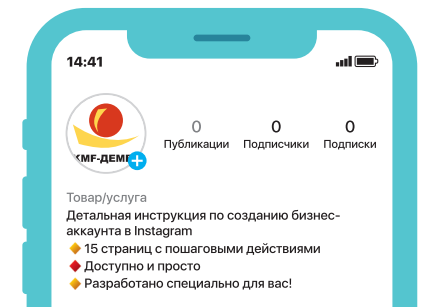 14:41
KMF-ДЕМ
0 0 0
Публикации Подписчики Подписки
Товар/услуга
Детальная инструкция по созданию бизнес-
аккаунта в Instagram
15 страниц с пошаговыми действиями
Доступно и просто
Разработано специально для вас!